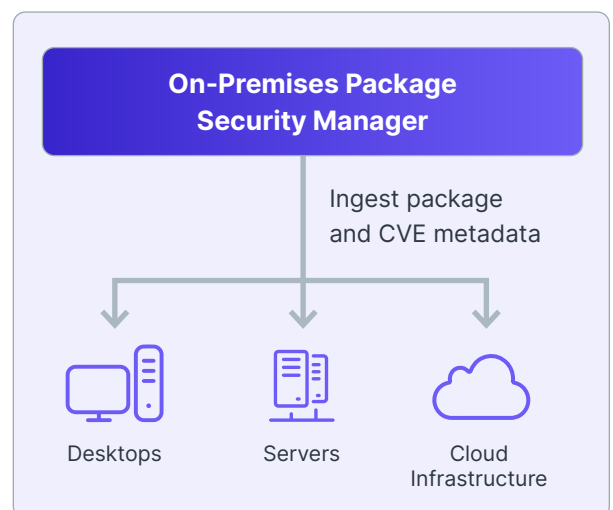 On-Premises Package
Security Manager
Ingest package
and CVE metadata
Desktops
Servers
Cloud
Infrastructure